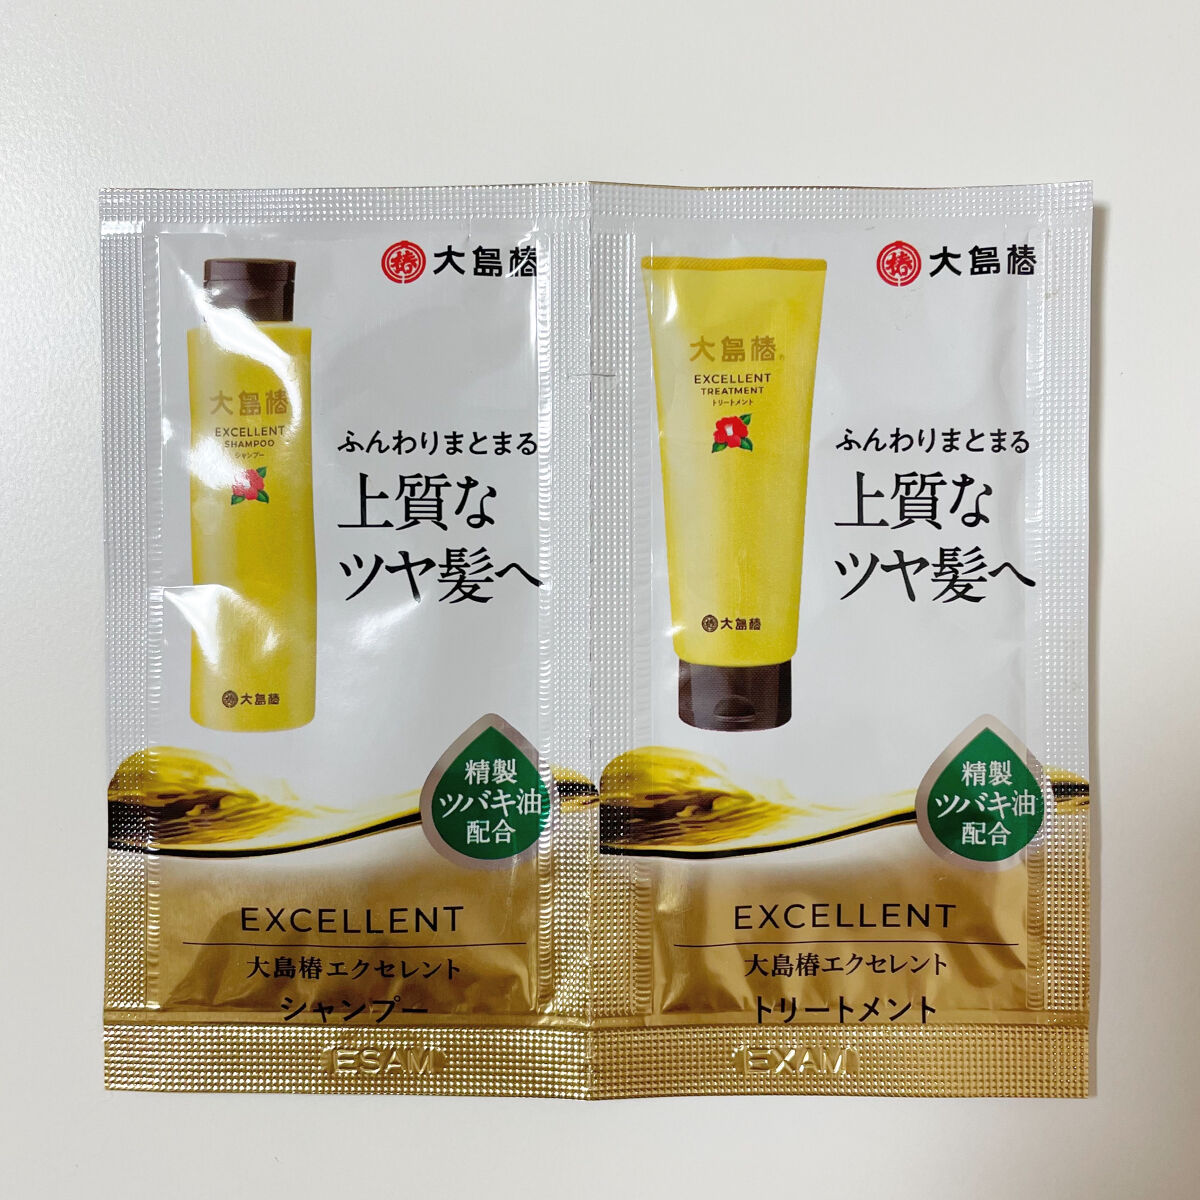 椿
大島椿
大島椿
EXCELLENT
SHAMPOO
シャンプー
ふんわりまとまる
上質な
ツヤ髪へ
大島椿
精製
ツバキ油
配合
EXCELLENT
大島椿エクセレント
シャンプー
ESAM
椿
大島椿
大島椿®
EXCELLENT
TREATMENT
トリートメント
ふんわりまとまる
上質な
ツヤ髪へ
大島椿
精製
ツバキ油
配合
EXCELLENT
大島椿エクセレント
トリートメント
EXAM